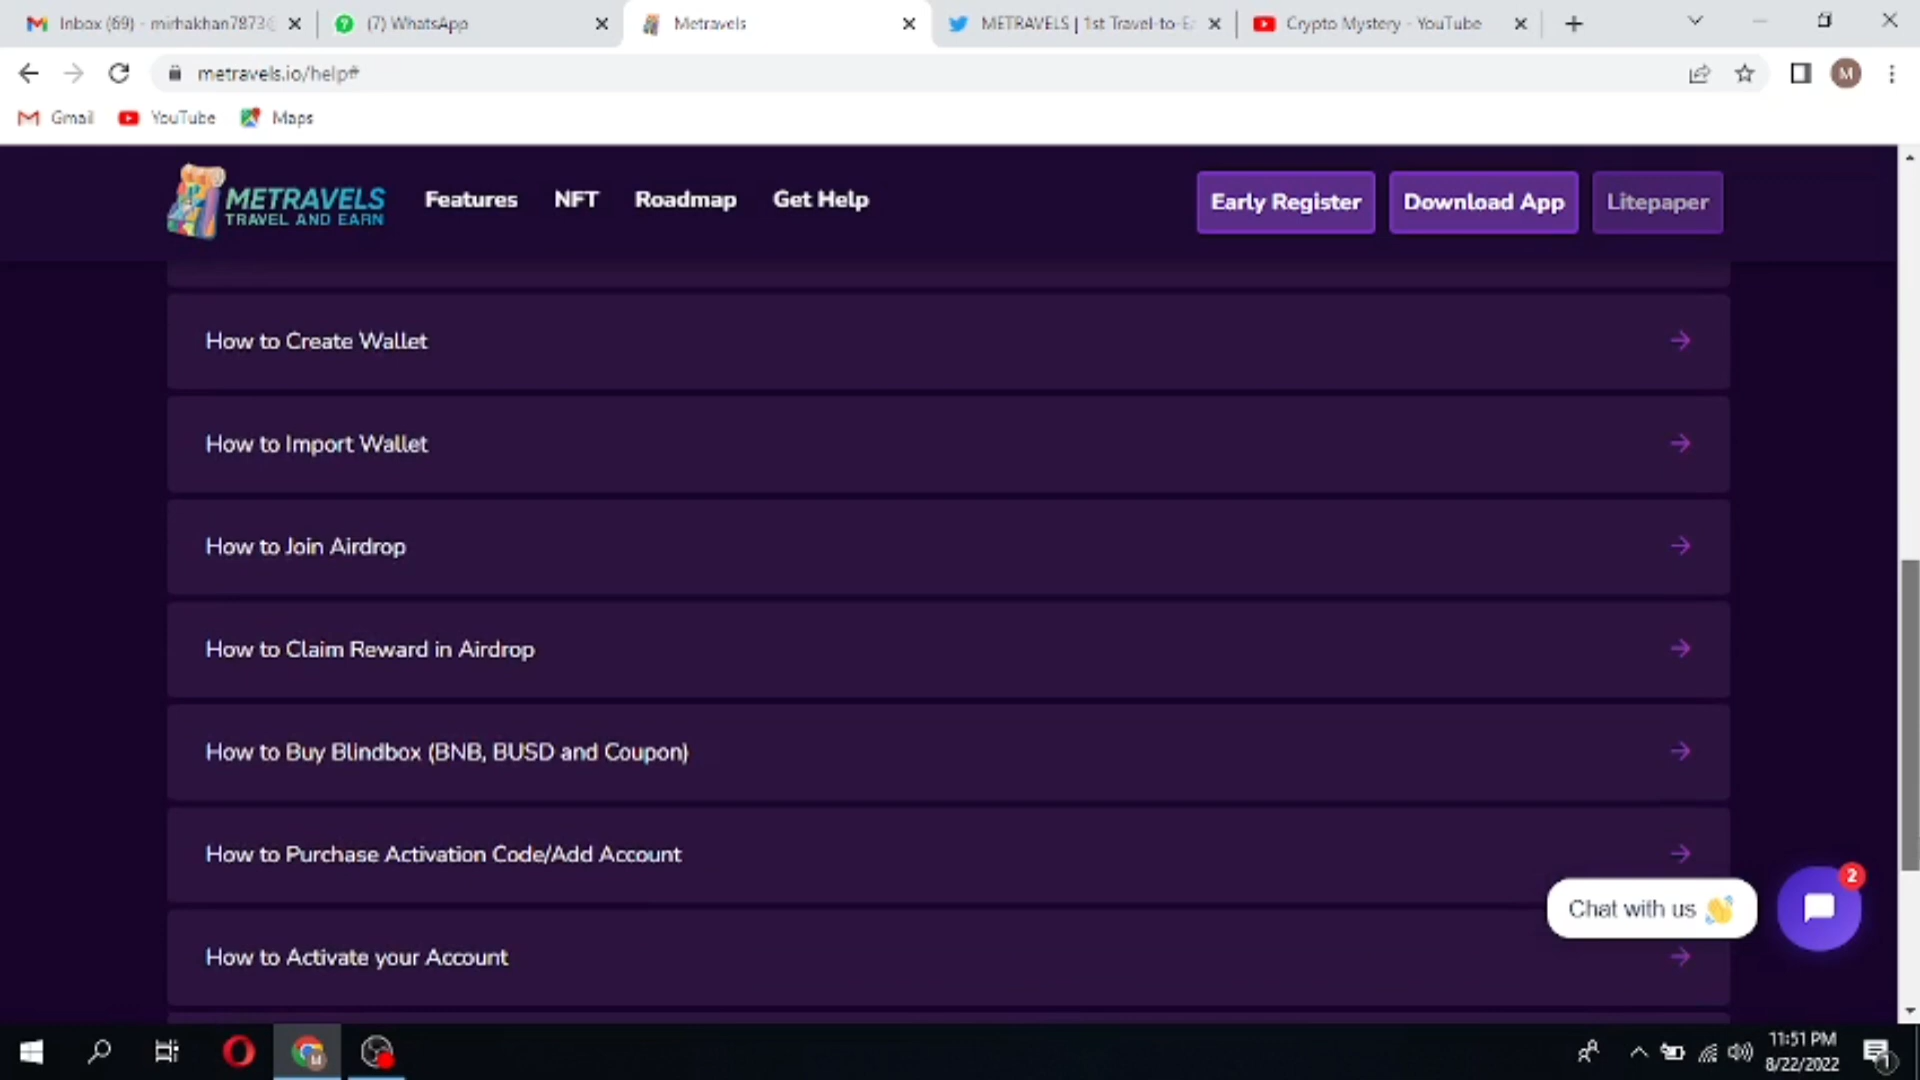 Inbox (69) - mirhakhan7873
(7) WhatsApp
Metravels
METRAVELS | 1st Travel-to-E
Crypto Mystery - YouTube
metravels.io/help#
M
Gmail
YouTube
Maps
METRAVELS
TRAVEL AND EARN
Features
NFT
Roadmap
Get Help
Early Register
Download App
Litepaper
How to Create Wallet
How to Import Wallet
How to Join Airdrop
How to Claim Reward in Airdrop
How to Buy Blindbox (BNB, BUSD and Coupon)
How to Purchase Activation Code/Add Account
How to Activate your Account
Chat with us
2
11:51 PM
8/22/2022
1